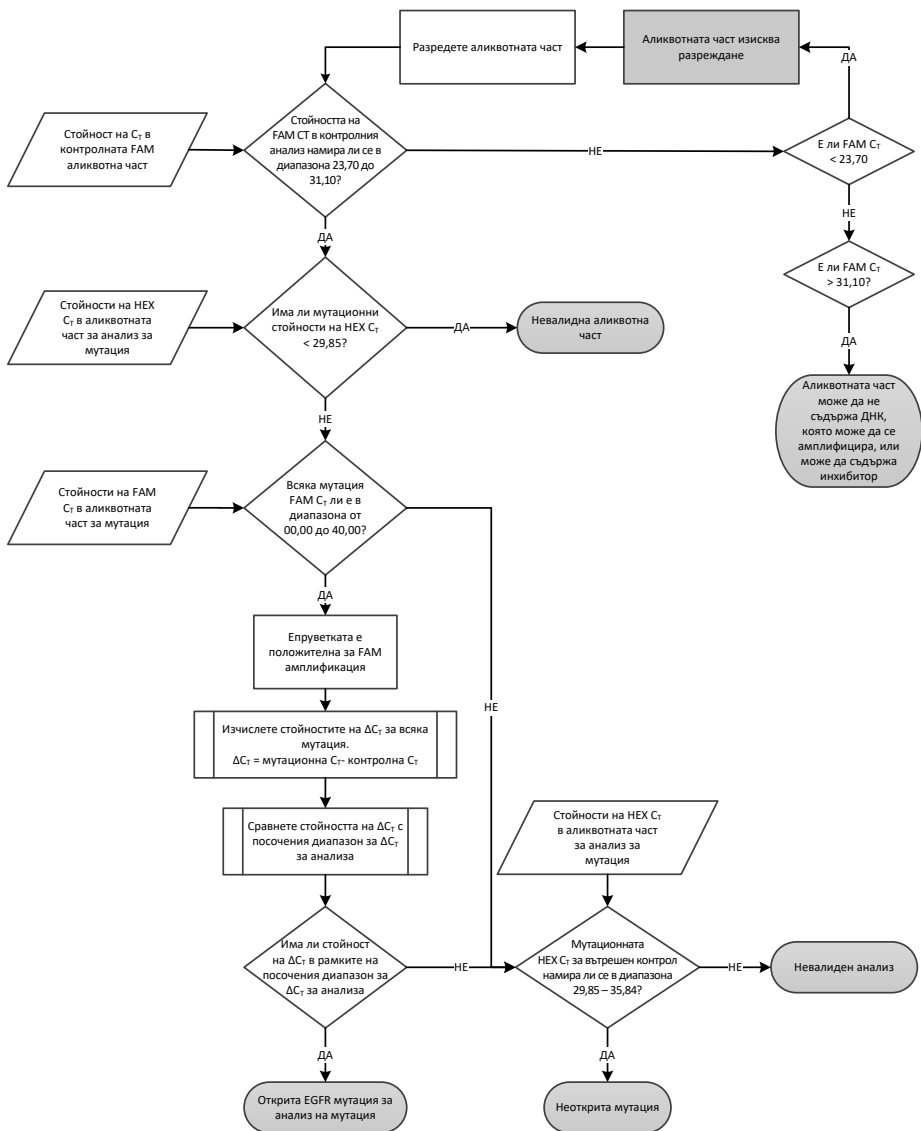 Разредете аликвотната част
Аликвотната част изисква
разреждане
ДА
Стойност на CT в
контролната FAM
аликвотна част
Стойността на
FAM CT в контролния
анализ намира ли се в
диапазона 23,70 до
31,10?
НЕ
Е ли FAM CT
< 23,70
ДА
НЕ
Е ли FAM CT
> 31,10?
ДА
Аликвотната част
може да не
съдържа ДНК,
която може да се
амплифицира, или
може да съдържа
инхибитор
Стойности на HEX
CT в аликвотната
част за анализ за
мутация
Има ли мутационни
стойности на HEX CT
< 29,85?
ДА
Невалидна аликвотна
част
НЕ
Стойности на FAM
CT в аликвотната
част за мутация
Всяка мутация
FAM CT ли е в
диапазона от
00,00 до 40,00?
ДА
НЕ
Епруветката е
положителна за FAM
амплификация
Изчислете стойностите на ΔCT за всяка
мутация.
ΔCT = мутационна CT- контролна CT
Сравнете стойността на ΔCT с
посочения диапазон за ΔCT
за анализа
Стойности на HEX CT
в аликвотната част
за анализ за
мутация
Има ли стойност
на ΔCT в рамките на
посочения диапазон за
ΔCT за анализа
НЕ
Мутационната
HEX CT за вътрешен контрол
намира ли се в диапазона
29,85 – 35,84?
НЕ
Невалиден анализ
ДА
ДА
Открита EGFR мутация за
анализ на мутация
Неоткрита мутация